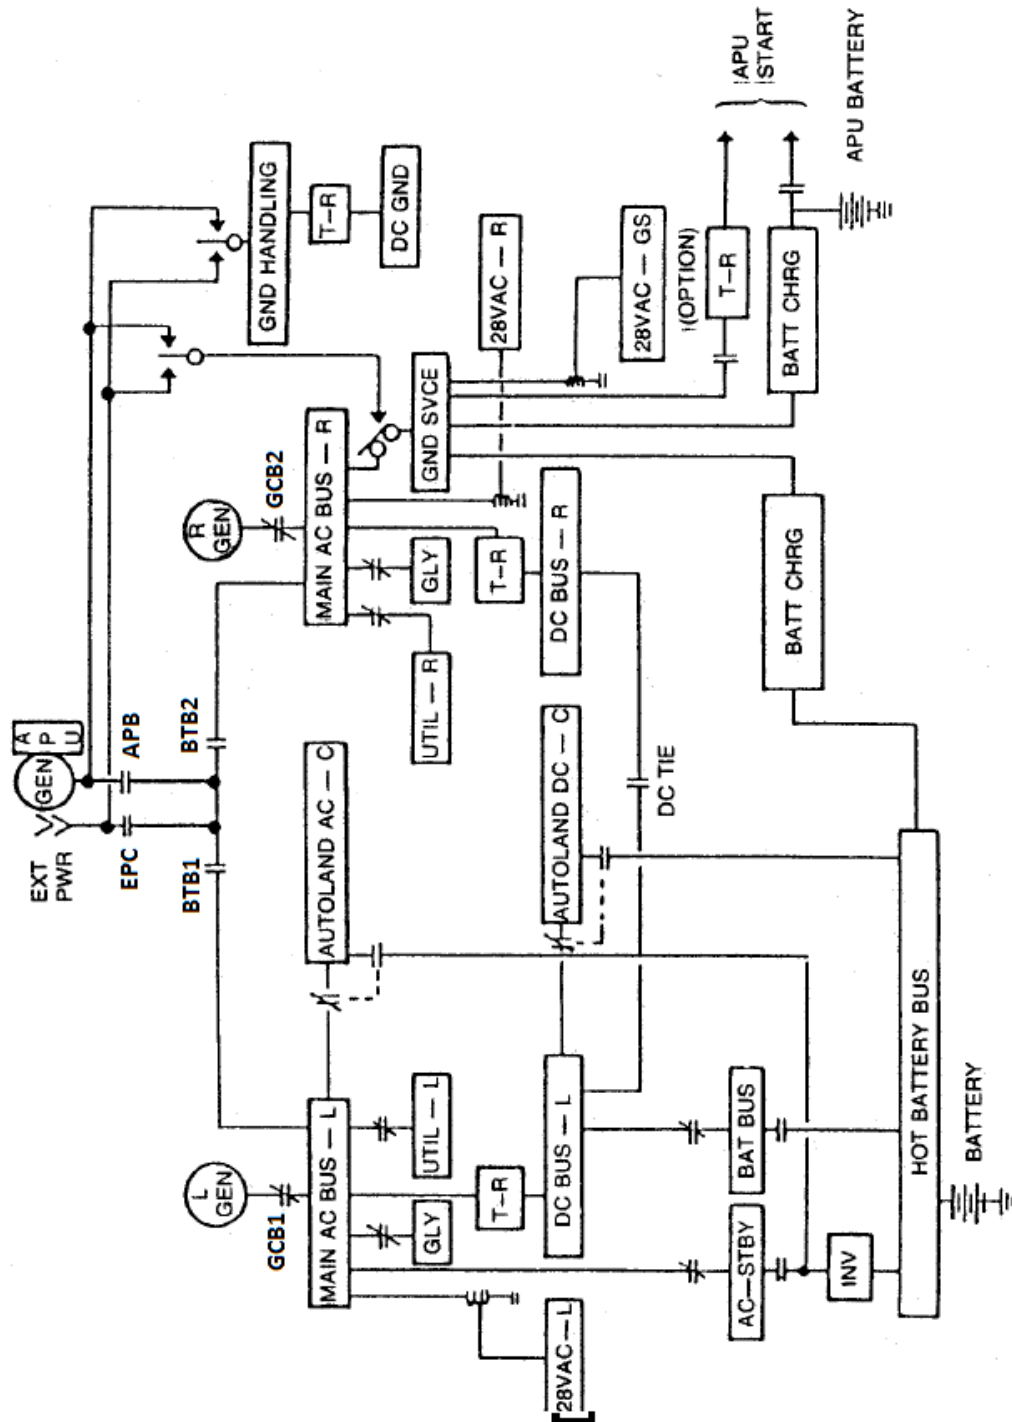 EXT
PWR
GEN
APU
EPC
APB
BTB1
BTB2
L
GEN
GCB1
R
GEN
GCB2
MAIN AC BUS — L
AUTOLAND AC — C
MAIN AC BUS — R
GND HANDLING
T-R
DC GND
GLY
UTIL — L
UTIL — R
GLY
GND SVCE
28VAC — R
T-R
T-R
28VAC — L
DC BUS — L
AUTOLAND DC — C
DC BUS — R
28VAC — GS
(OPTION)
DC TIE
T-R
APU
START
AC—STBY
BAT BUS
BATT CHRG
BATT CHRG
APU BATTERY
INV
HOT BATTERY BUS
BATTERY